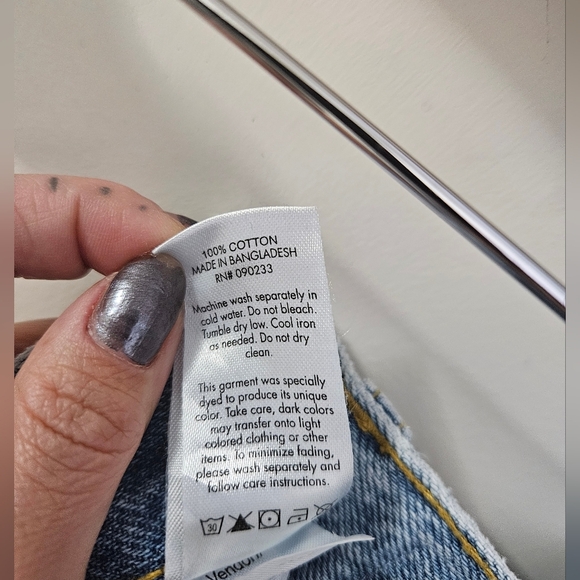 100% COTTON
MADE IN BANGLADESH
RN# 090233
Machine wash separately in
cold water. Do not bleach.
Tumble dry low. Cool iron
as needed. Do not dry
clean.
This garment was specially
dyed to produce its unique
color. Take care, dark colors
may transfer onto light
colored clothing or other
items. To minimize fading,
please wash separately and
follow care instructions.
30